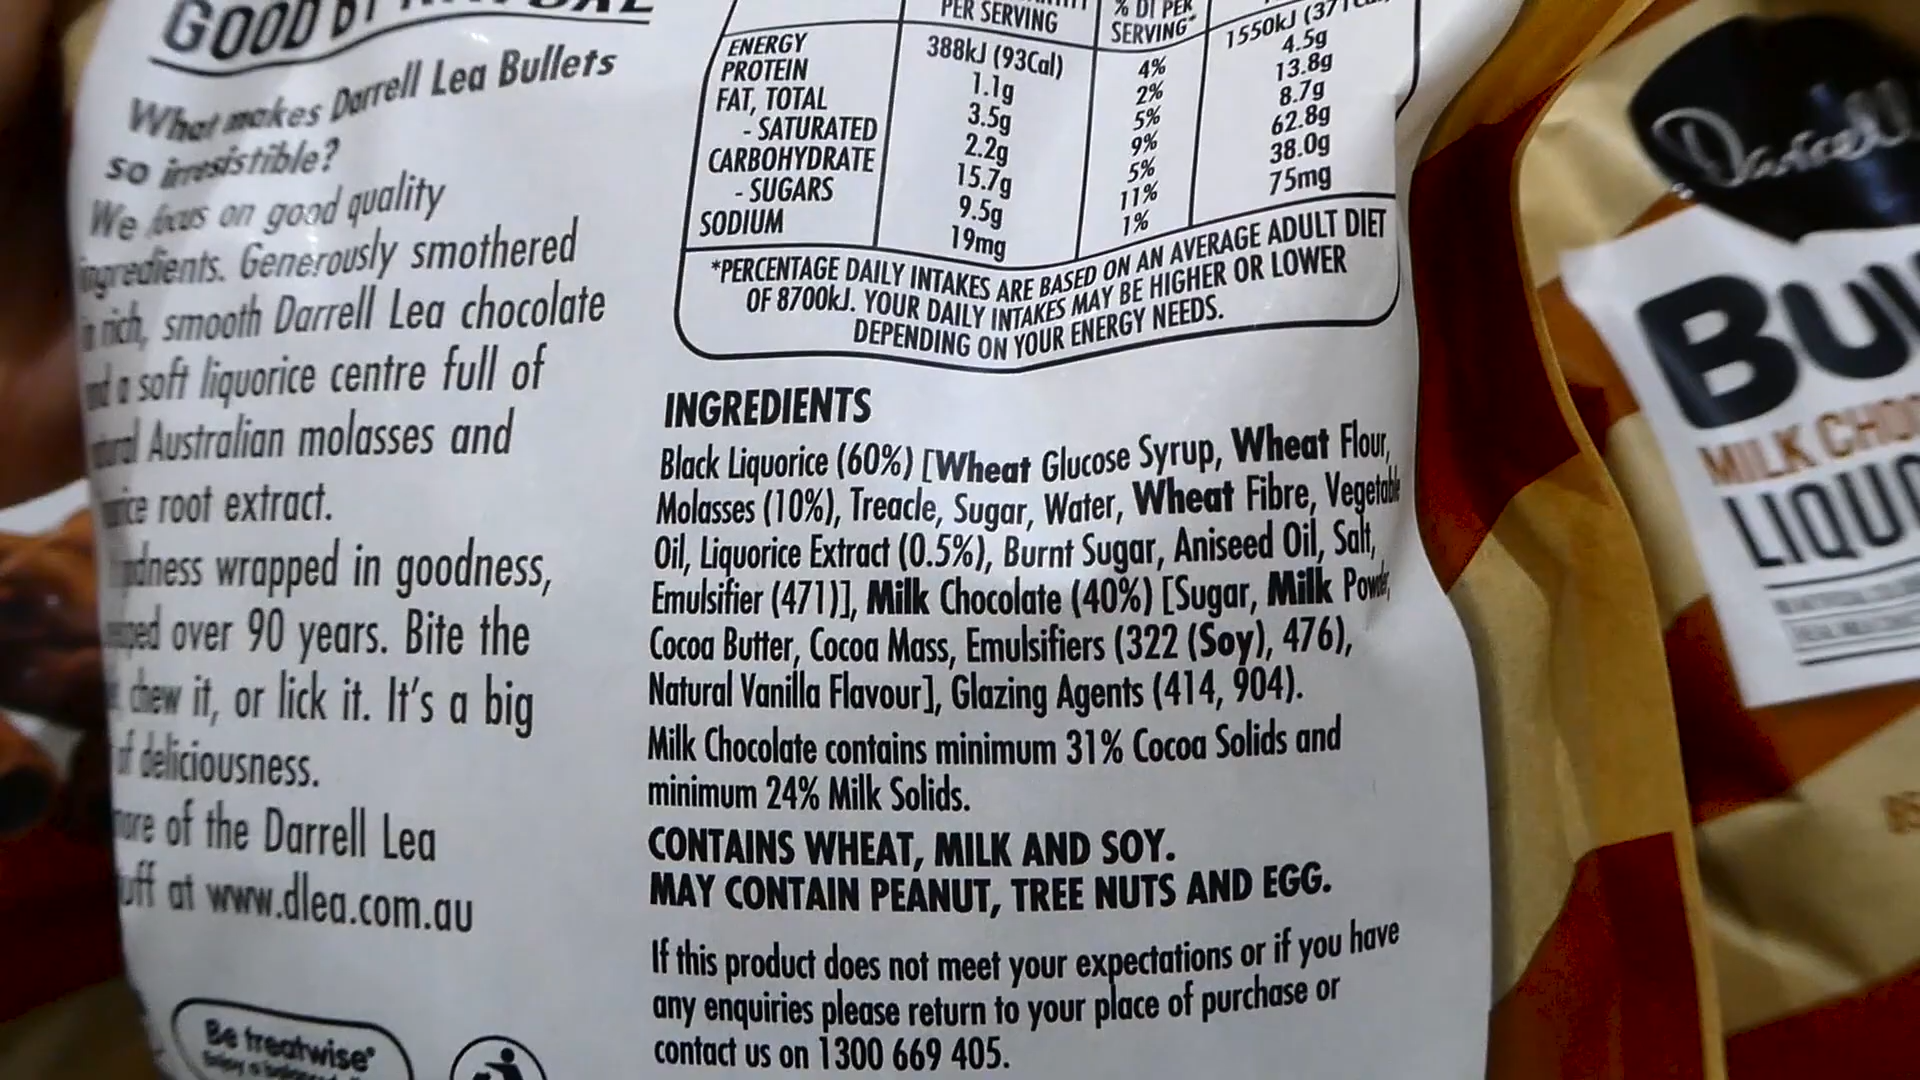 GOOD BY NATURAL
What makes Darrell Lea Bullets
so irresistible?
We focus on good quality
ingredients. Generously smothered
in rich, smooth Darrell Lea chocolate
and a soft liquorice centre full of
Australian molasses and
root extract.
wrapped in goodness,
over 90 years. Bite the
chew it, or lick it. It's a big
of deliciousness.
of the Darrell Lea
at www.dlea.com.au
Be treatwise
PER SERVING
% DI PER
SERVING*
ENERGY 388kJ (93Cal) 4% 1550kJ
PROTEIN 1.1g 2% 4.5g
FAT, TOTAL 3.5g 5% 13.8g
- SATURATED 2.2g 9% 8.7g
CARBOHYDRATE 15.7g 5% 62.8g
- SUGARS 9.5g 11% 38.0g
SODIUM 19mg 1% 75mg
*PERCENTAGE DAILY INTAKES ARE BASED ON AN AVERAGE ADULT DIET
OF 8700kJ. YOUR DAILY INTAKES MAY BE HIGHER OR LOWER
DEPENDING ON YOUR ENERGY NEEDS.
INGREDIENTS
Black Liquorice (60%) [Wheat Glucose Syrup, Wheat Flour,
Molasses (10%), Treacle, Sugar, Water, Wheat Fibre, Vegetable
Oil, Liquorice Extract (0.5%), Burnt Sugar, Aniseed Oil, Salt,
Emulsifier (471)], Milk Chocolate (40%) [Sugar, Milk Powder,
Cocoa Butter, Cocoa Mass, Emulsifiers (322 (Soy), 476),
Natural Vanilla Flavour], Glazing Agents (414, 904).
Milk Chocolate contains minimum 31% Cocoa Solids and
minimum 24% Milk Solids.
CONTAINS WHEAT, MILK AND SOY.
MAY CONTAIN PEANUT, TREE NUTS AND EGG.
If this product does not meet your expectations or if you have
any enquiries please return to your place of purchase or
contact us on 1300 669 405.
Darrell
BUL
MILK CHO
LIQUO